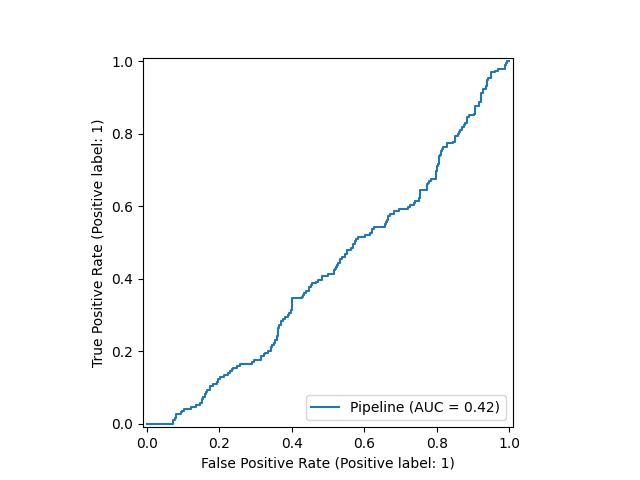 1.0
0.8
0.6
0.4
0.2
0.0
True Positive Rate (Positive label: 1)
Pipeline (AUC = 0.42)
0.0 0.2 0.4 0.6 0.8 1.0
False Positive Rate (Positive label: 1)